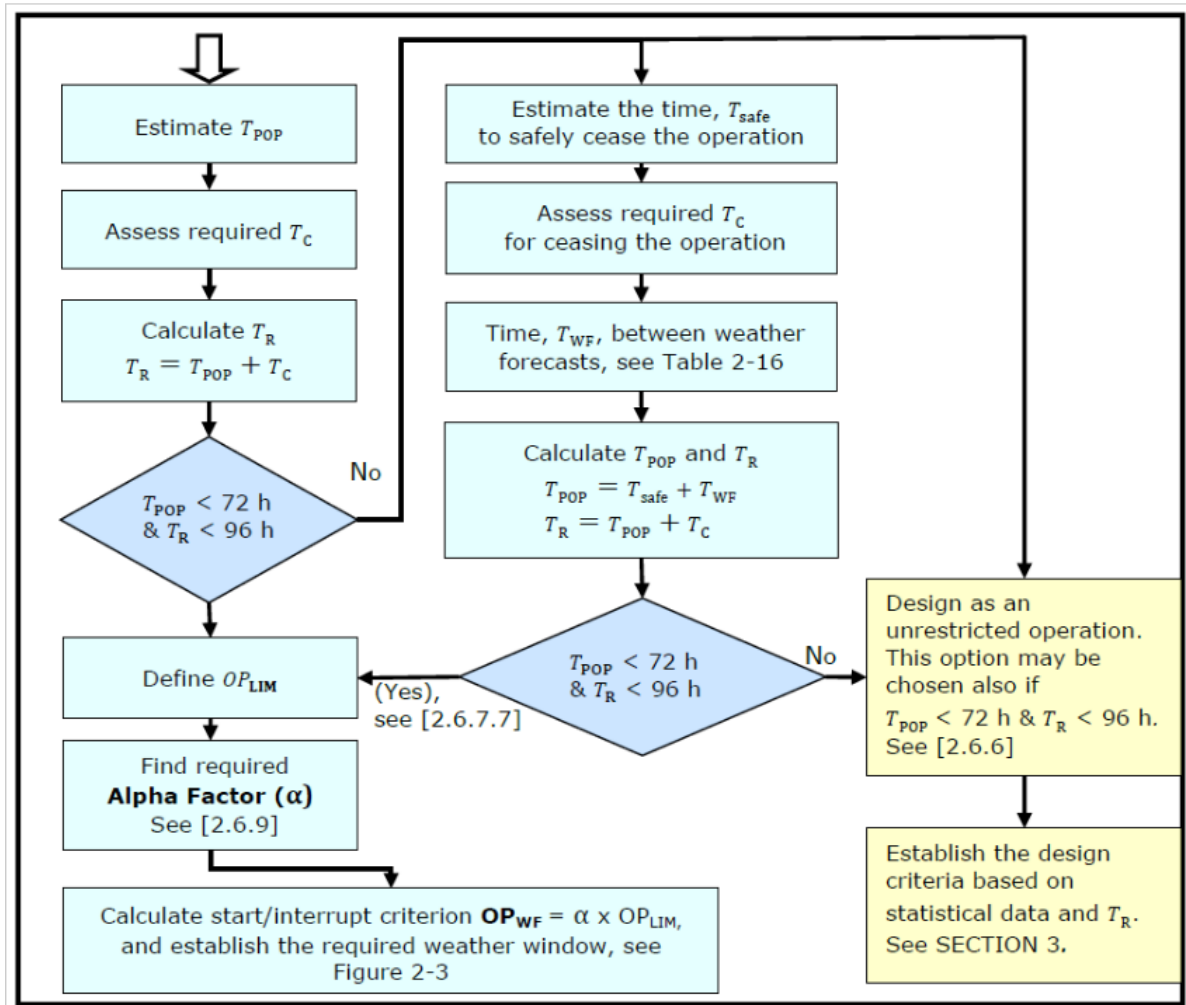 Estimate T_POP
Assess required T_C
Calculate T_R
T_R = T_POP + T_C
T_POP < 72 h
& T_R < 96 h
No
Define OP_LIM
Find required
Alpha Factor (α)
See [2.6.9]
Calculate start/interrupt criterion OP_WF = α x OP_LIM,
and establish the required weather window, see
Figure 2-3
Estimate the time, T_safe
to safely cease the operation
Assess required T_C
for ceasing the operation
Time, T_WF, between weather
forecasts, see Table 2-16
Calculate T_POP and T_R
T_POP = T_safe + T_WF
T_R = T_POP + T_C
T_POP < 72 h
& T_R < 96 h
(Yes),
see [2.6.7.7]
No
Design as an
unrestricted operation.
This option may be
chosen also if
T_POP < 72 h & T_R < 96 h.
See [2.6.6]
Establish the design
criteria based on
statistical data and T_R.
See SECTION 3.